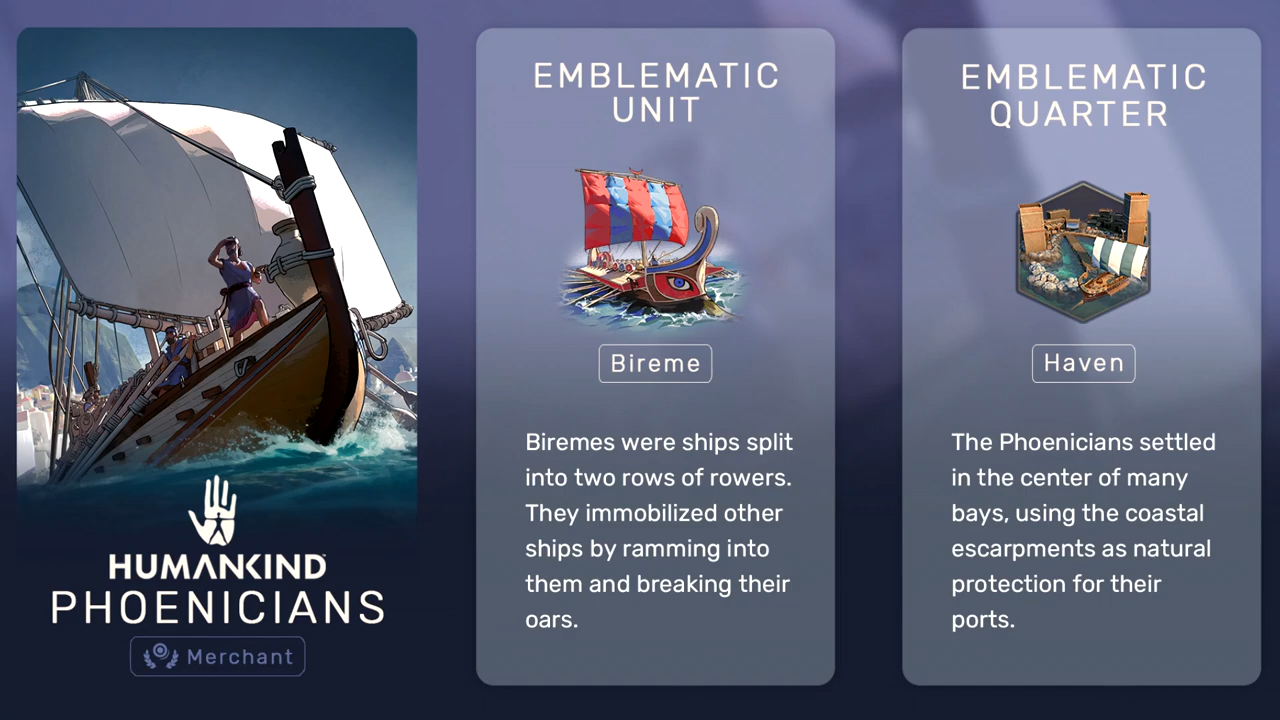 HUMANKIND
PHOENICIANS
Merchant
EMBLEMATIC
UNIT
Bireme
Biremes were ships split
into two rows of rowers.
They immobilized other
ships by ramming into
them and breaking their
oars.
EMBLEMATIC
QUARTER
Haven
The Phoenicians settled
in the center of many
bays, using the coastal
escarpments as natural
protection for their
ports.